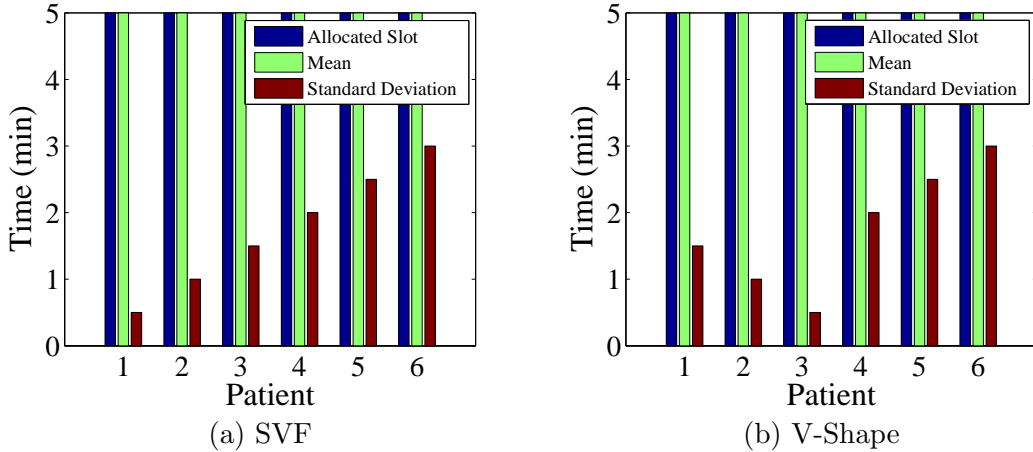 5
4
3
2
1
0
Time (min)
Allocated Slot
Mean
Standard Deviation
1 2 3 4 5 6
Patient
(a) SVF
5
4
3
2
1
0
Time (min)
Allocated Slot
Mean
Standard Deviation
1 2 3 4 5 6
Patient
(b) V-Shape